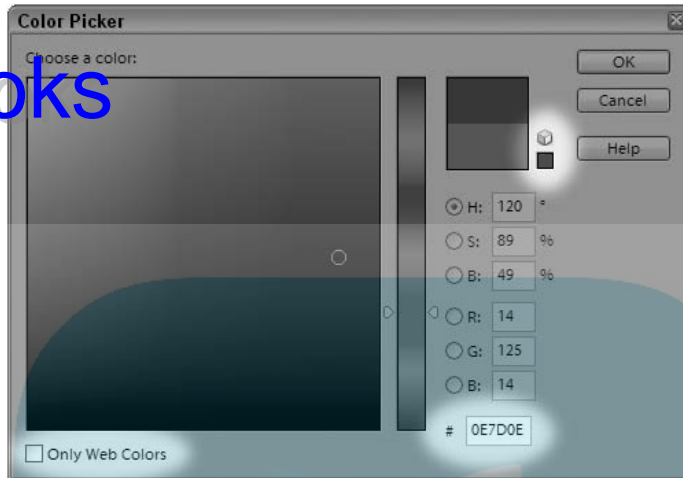 Color Picker
Choose a color:
oks
OK
Cancel
Help
H: 120 °
S: 89 %
B: 49 %
R: 14
G: 125
B: 14
# 0E7D0E
Only Web Colors